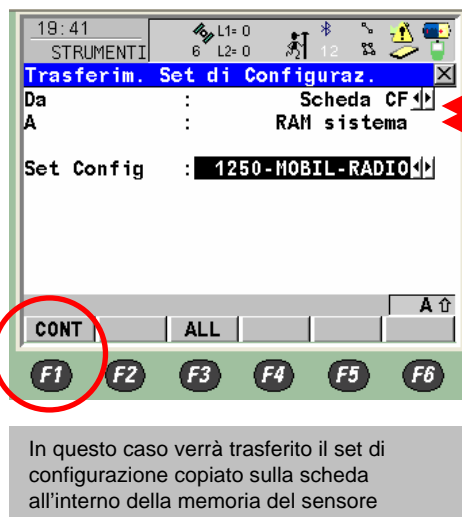 19:41
STRUMENTI
L1= 0
6 L2= 0
12
Trasferim. Set di Configuraz.
Da : Scheda CF
A : RAM sistema
Set Config : 1250-MOBIL-RADIO
A ⇧
CONT ALL
F1 F2 F3 F4 F5 F6
In questo caso verrà trasferito il set di
configurazione copiato sulla scheda
all'interno della memoria del sensore